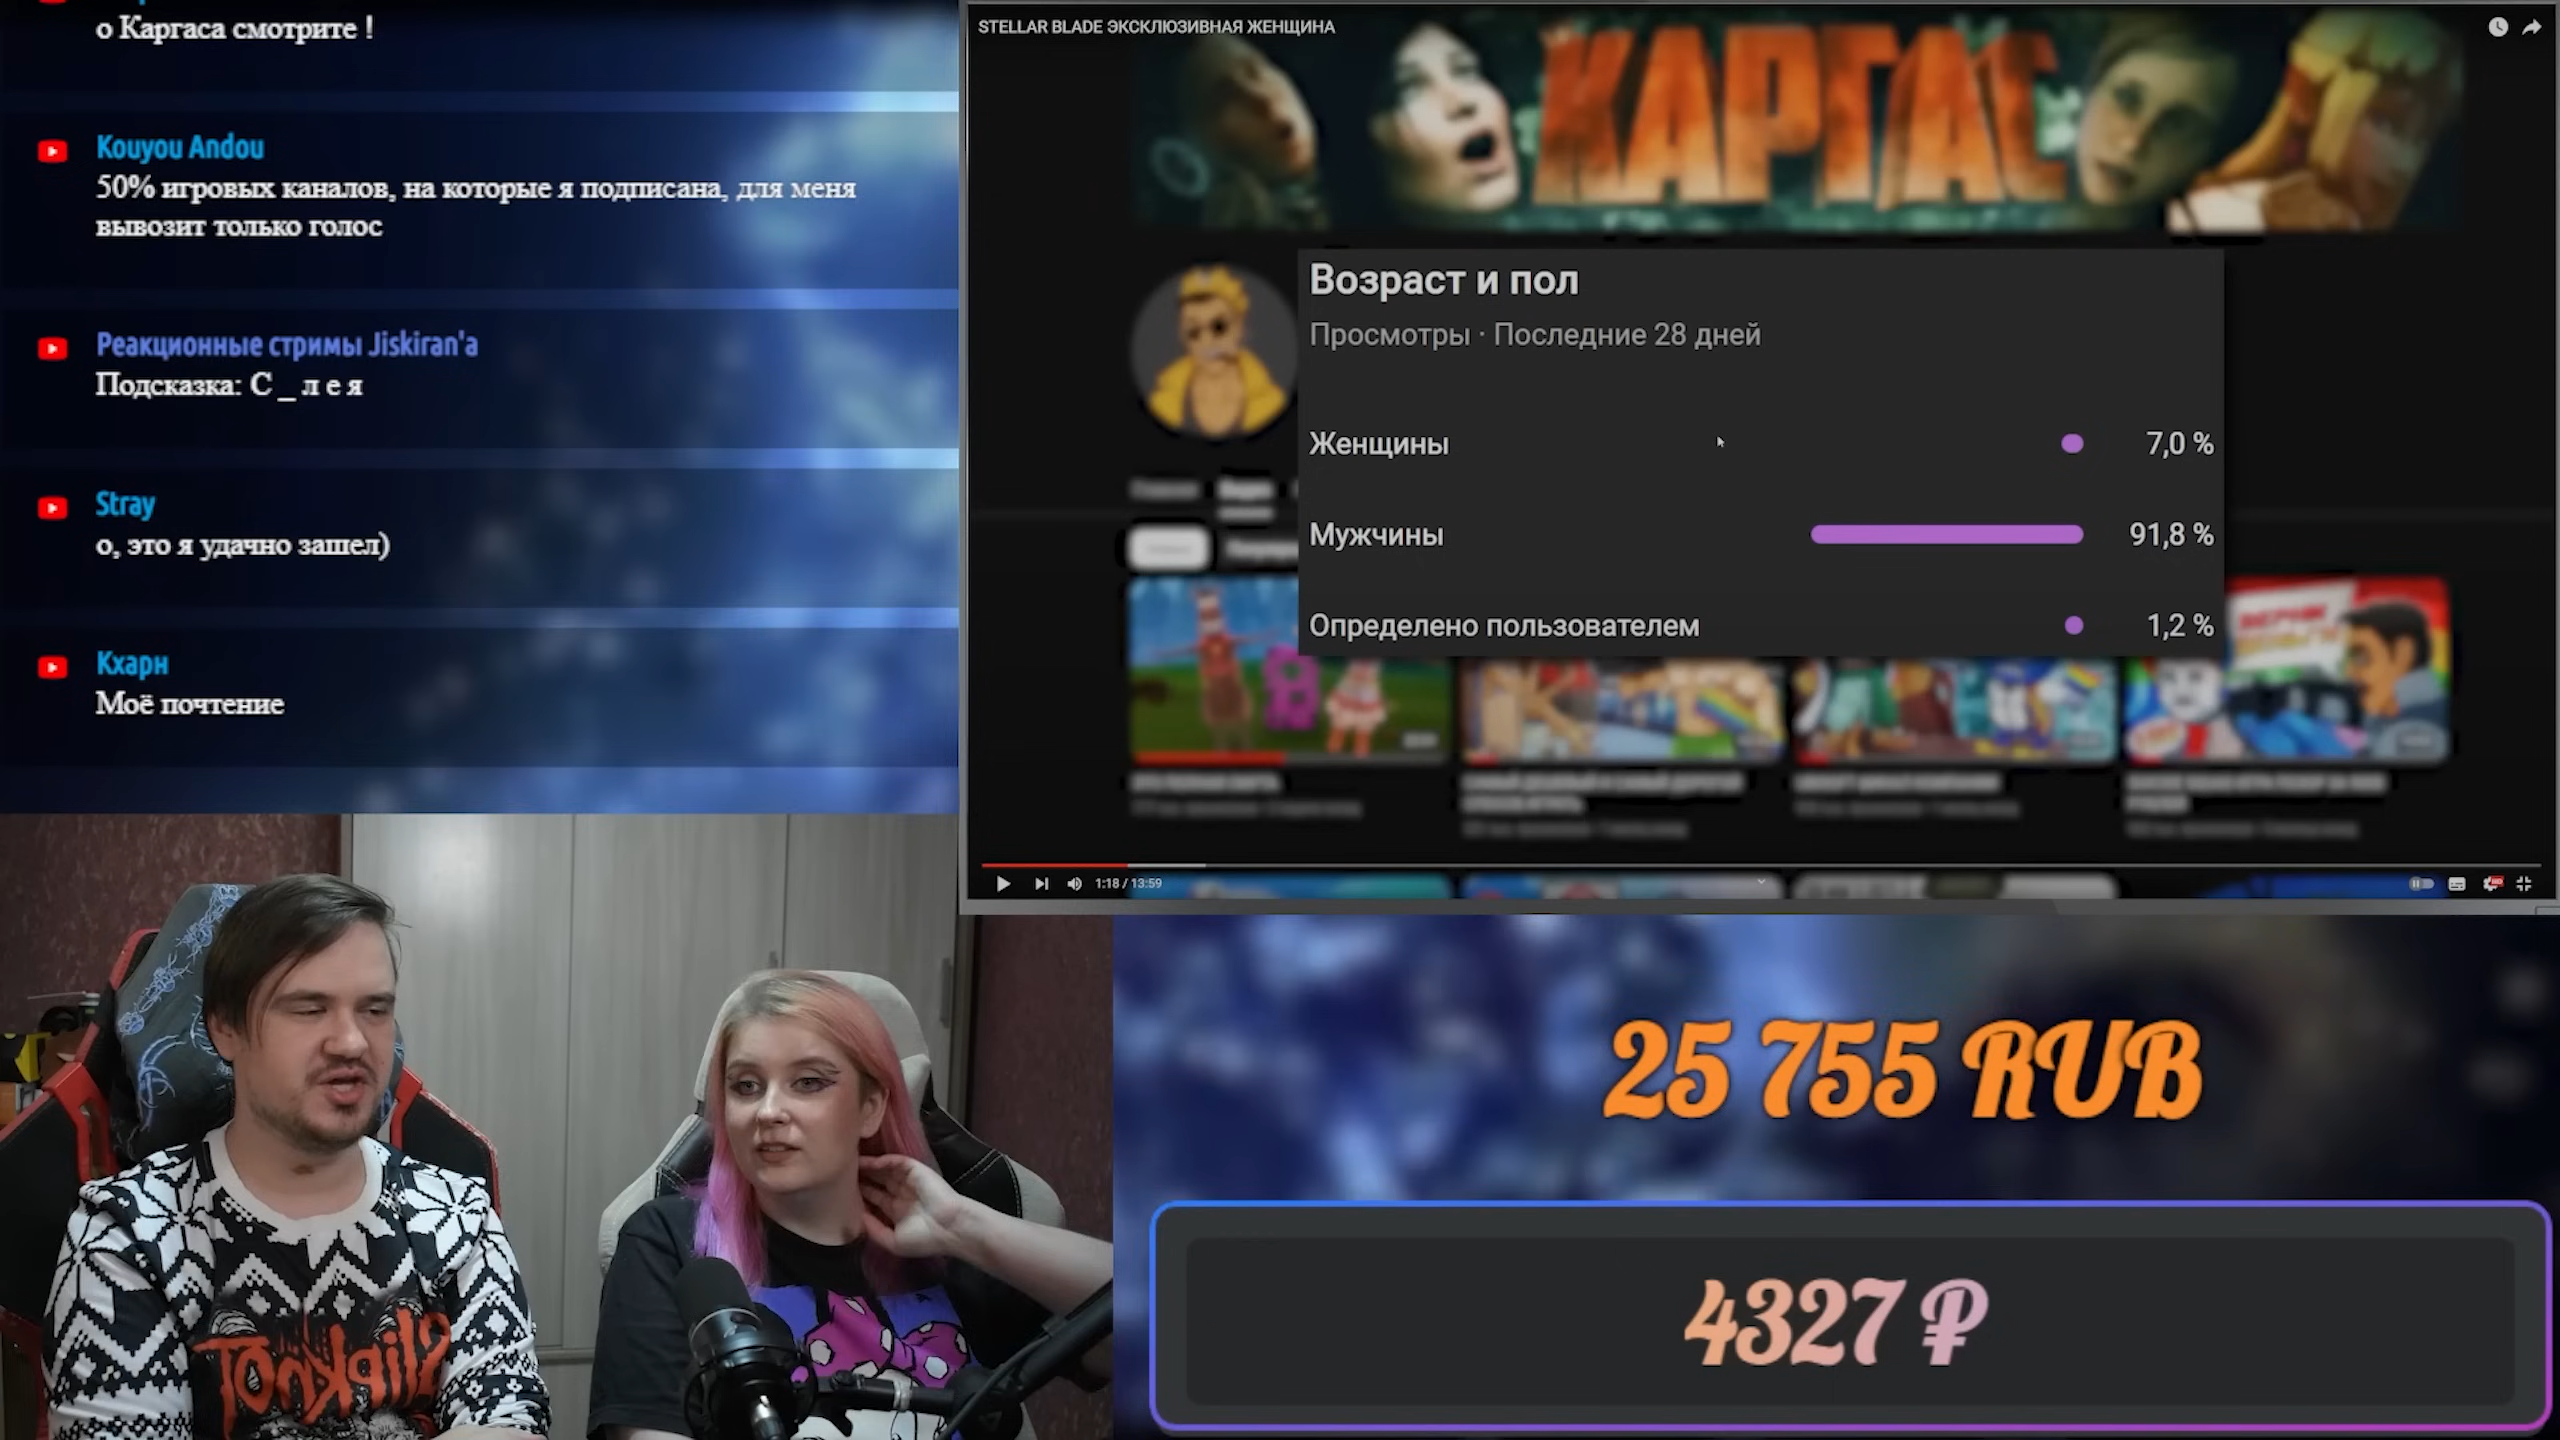 о Каргаса смотрите !
Kouyou Andou
50% игровых каналов, на которые я подписана, для меня
вывозит только голос
Реакционные стримы Jiskiran'a
Подсказка: С _ л е я
Stray
о, это я удачно зашел)
Кхарн
Моё почтение
STELLAR BLADE ЭКСКЛЮЗИВНАЯ ЖЕНЩИНА
КАРГАС
Возраст и пол
Просмотры · Последние 28 дней
Женщины 7,0 %
Мужчины 91,8 %
Определено пользователем 1,2 %
1:18 / 13:59
SlipKnoT
25 755 RUB
4327 ₽